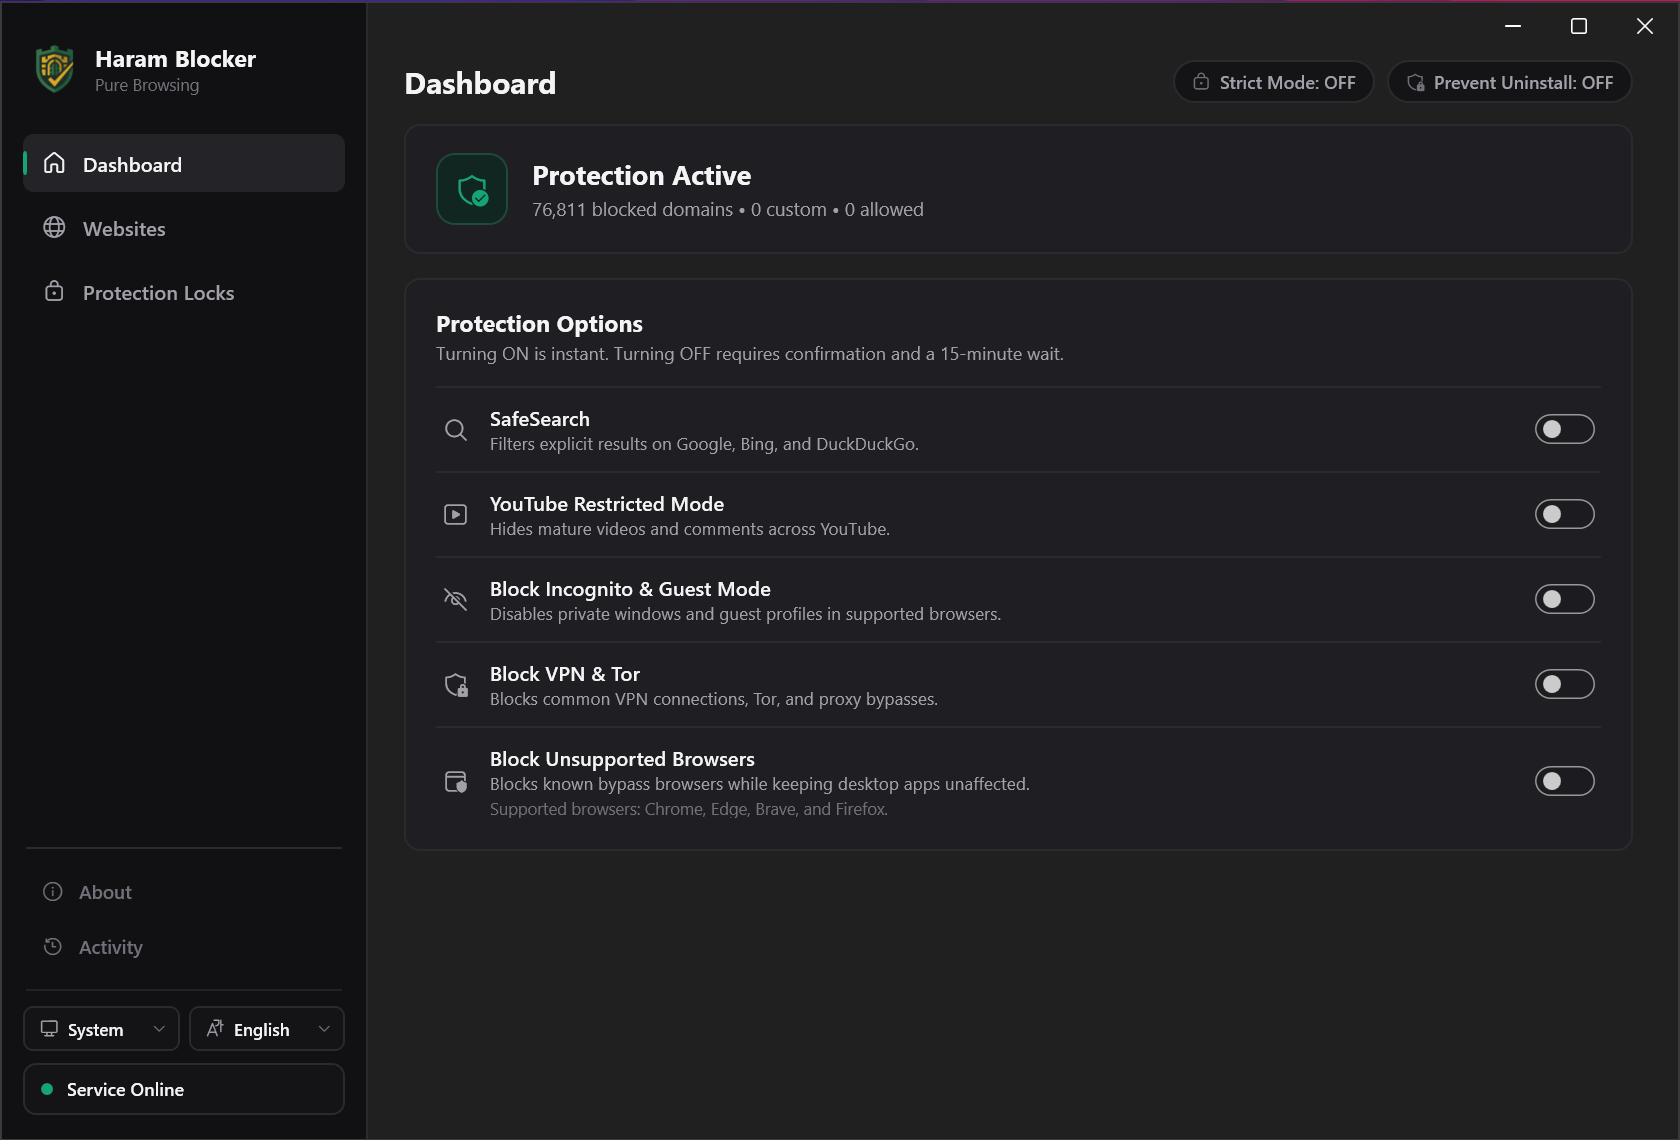 Haram Blocker
Pure Browsing
Dashboard
Websites
Protection Locks
About
Activity
System
English
Service Online
Dashboard
Strict Mode: OFF
Prevent Uninstall: OFF
Protection Active
76,811 blocked domains • 0 custom • 0 allowed
Protection Options
Turning ON is instant. Turning OFF requires confirmation and a 15-minute wait.
SafeSearch
Filters explicit results on Google, Bing, and DuckDuckGo.
YouTube Restricted Mode
Hides mature videos and comments across YouTube.
Block Incognito & Guest Mode
Disables private windows and guest profiles in supported browsers.
Block VPN & Tor
Blocks common VPN connections, Tor, and proxy bypasses.
Block Unsupported Browsers
Blocks known bypass browsers while keeping desktop apps unaffected.
Supported browsers: Chrome, Edge, Brave, and Firefox.